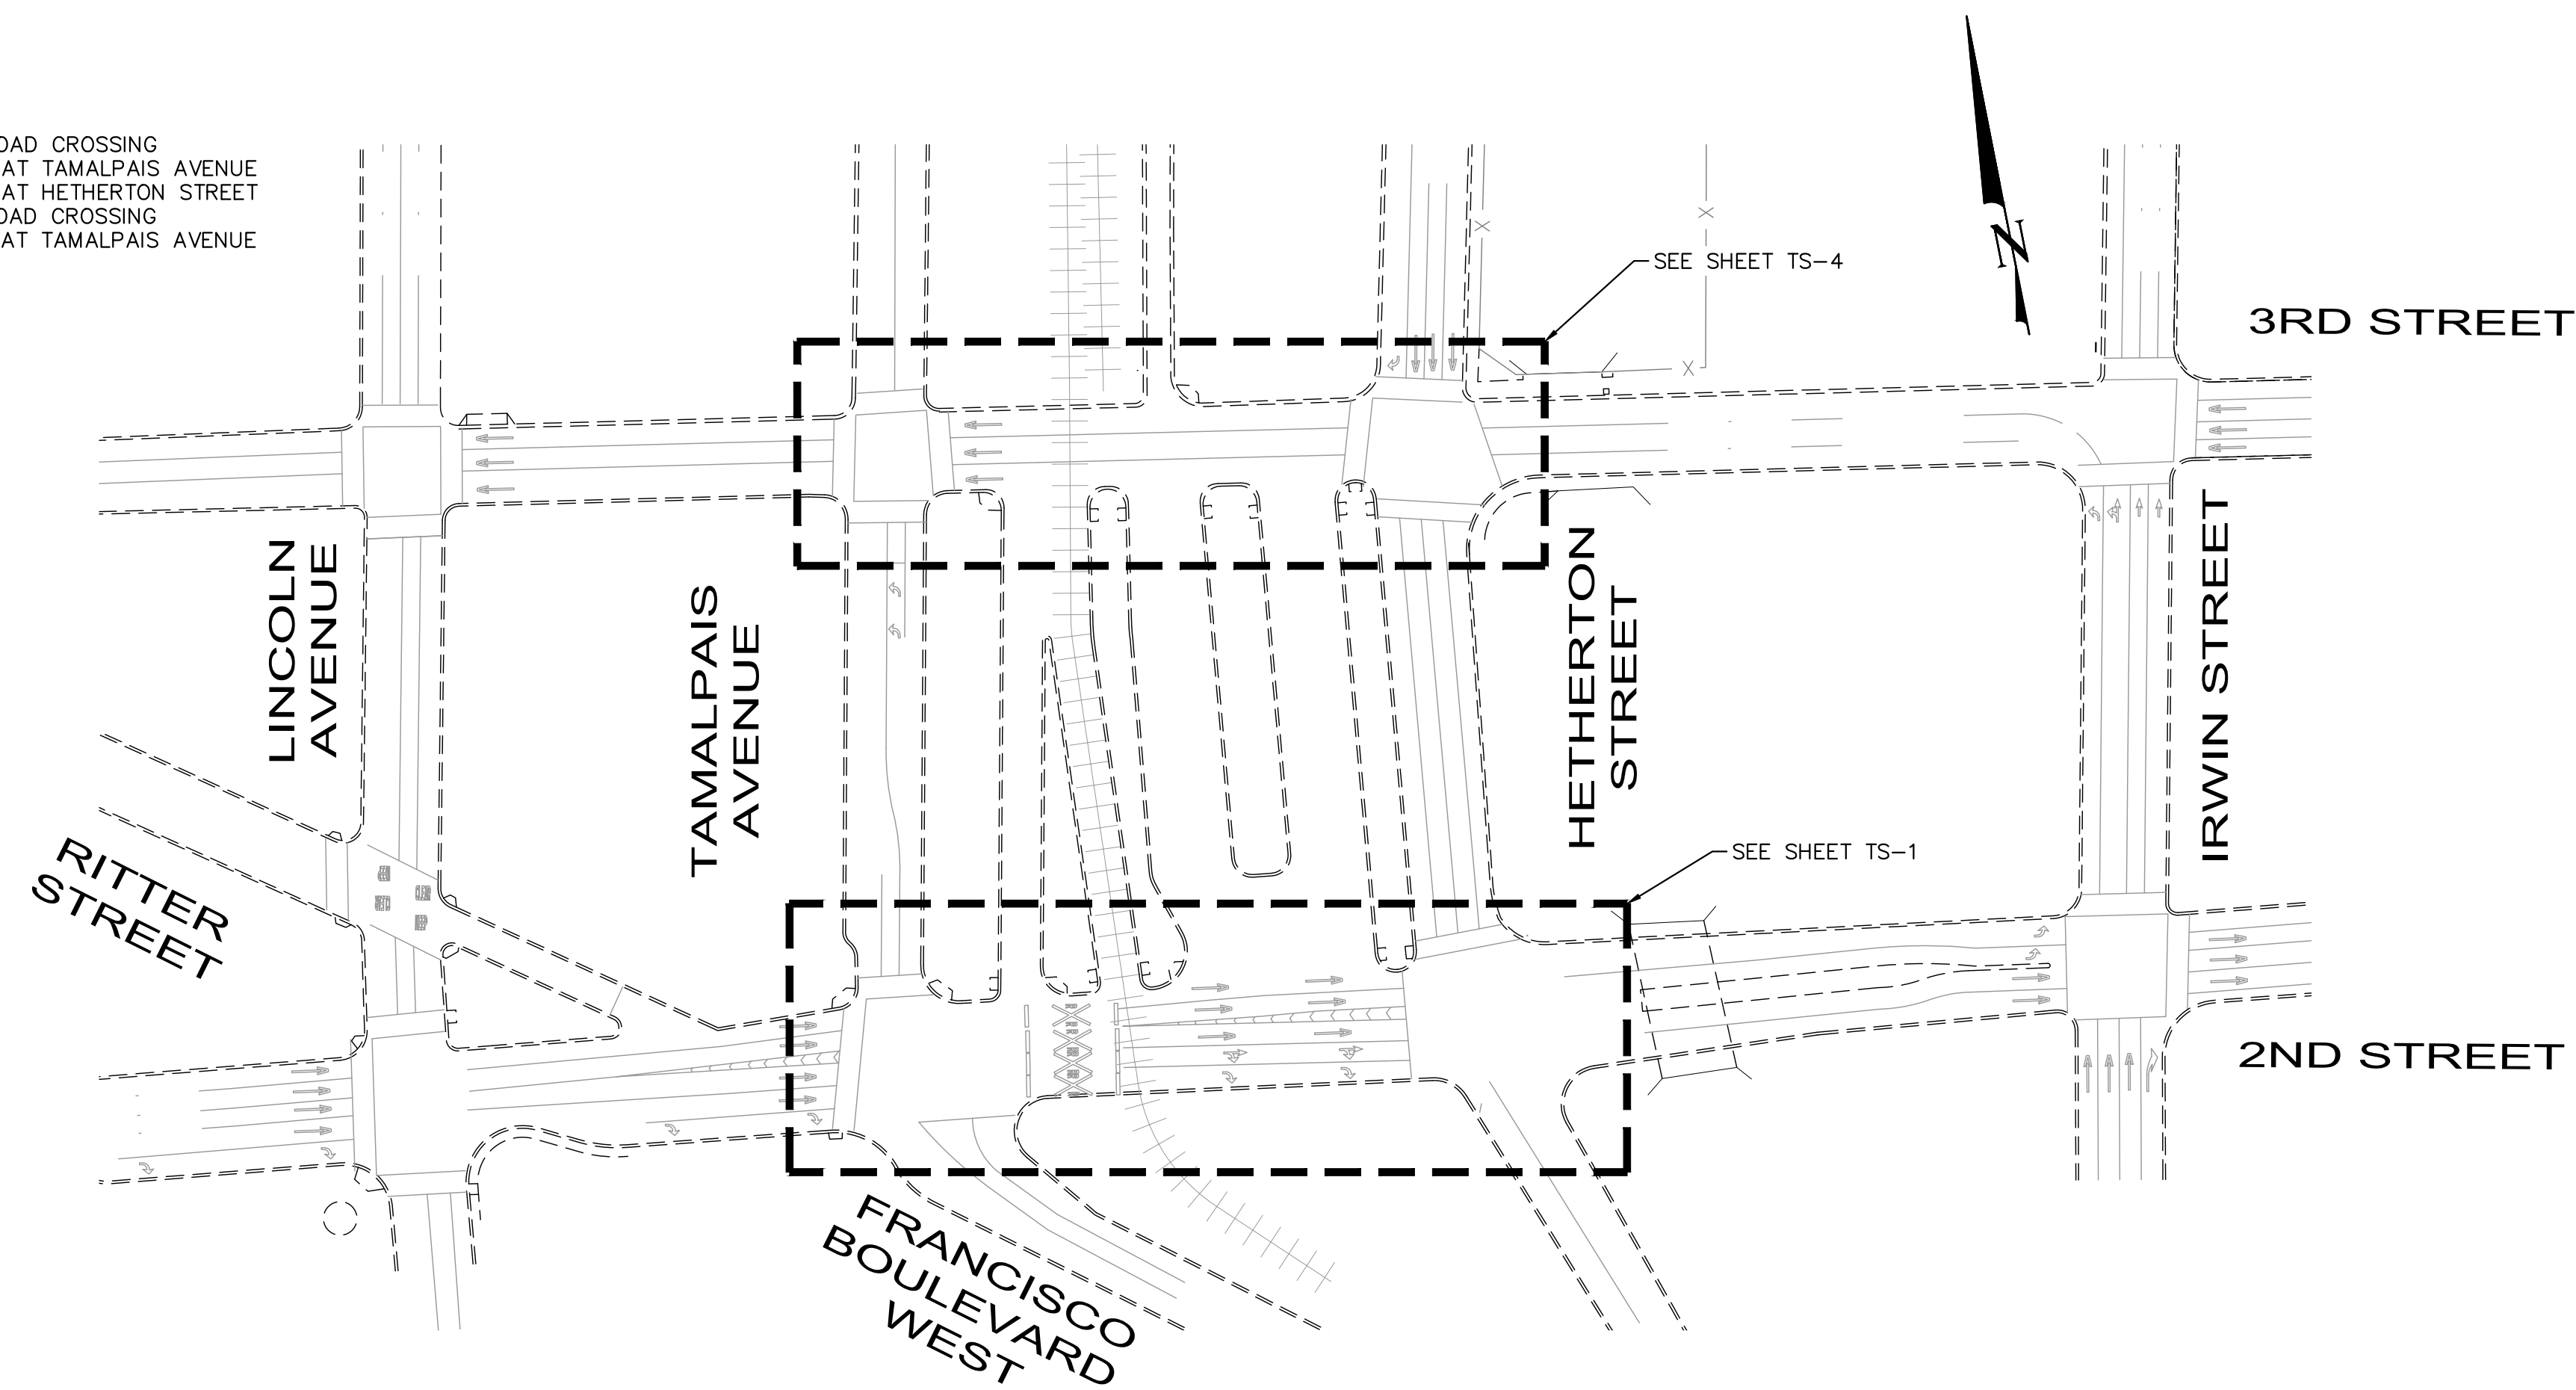 OAD CROSSING
AT TAMALPAIS AVENUE
AT HETHERTON STREET
OAD CROSSING
AT TAMALPAIS AVENUE
N
SEE SHEET TS-4
3RD STREET
LINCOLN
AVENUE
TAMALPAIS
AVENUE
HETHERTON
STREET
IRWIN STREET
RITTER
STREET
SEE SHEET TS-1
2ND STREET
FRANCISCO
BOULEVARD
WEST